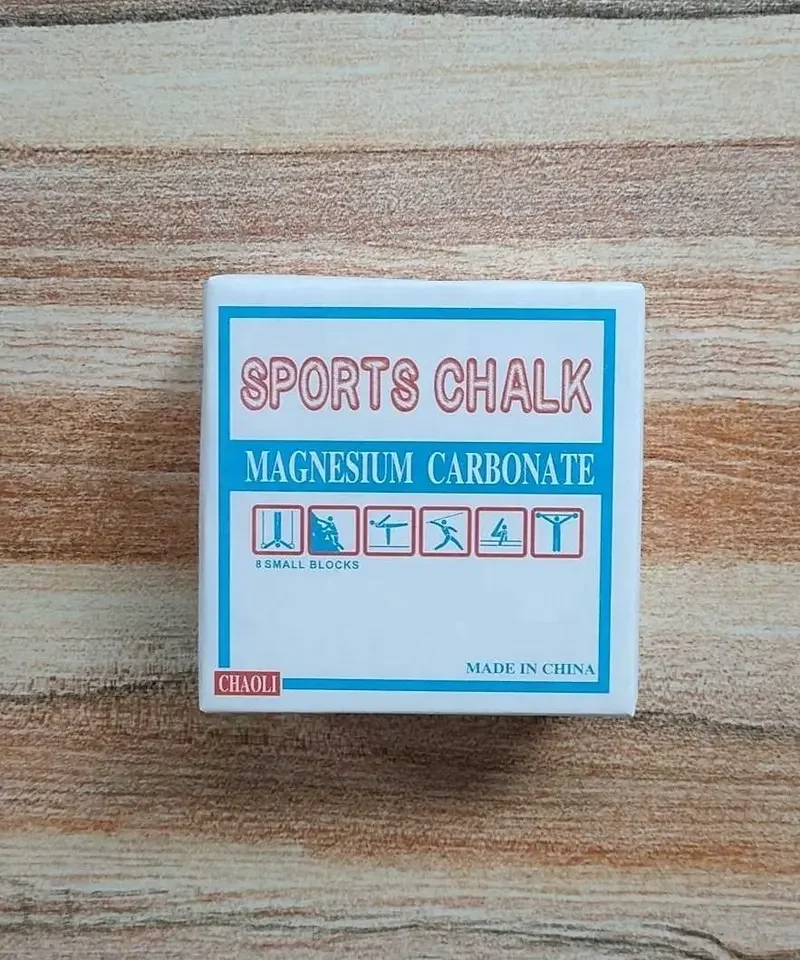 SPORTS CHALK
MAGNESIUM CARBONATE
8 SMALL BLOCKS
MADE IN CHINA
CHAOLI